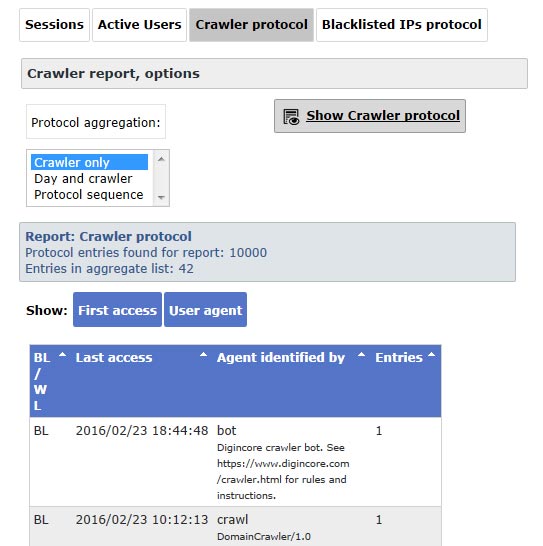 Sessions Active Users Crawler protocol Blacklisted IPs protocol
Crawler report, options
Protocol aggregation: Show Crawler protocol
Crawler only
Day and crawler
Protocol sequence
Report: Crawler protocol
Protocol entries found for report: 10000
Entries in aggregate list: 42
Show: First access User agent
BL Last access Agent identified by Entries
/
W
L
BL 2016/02/23 18:44:48 bot 1
Digincore crawler bot. See
https://www.digincore.com
/crawler.html for rules and
instructions.
BL 2016/02/23 10:12:13 crawl 1
DomainCrawler/1.0